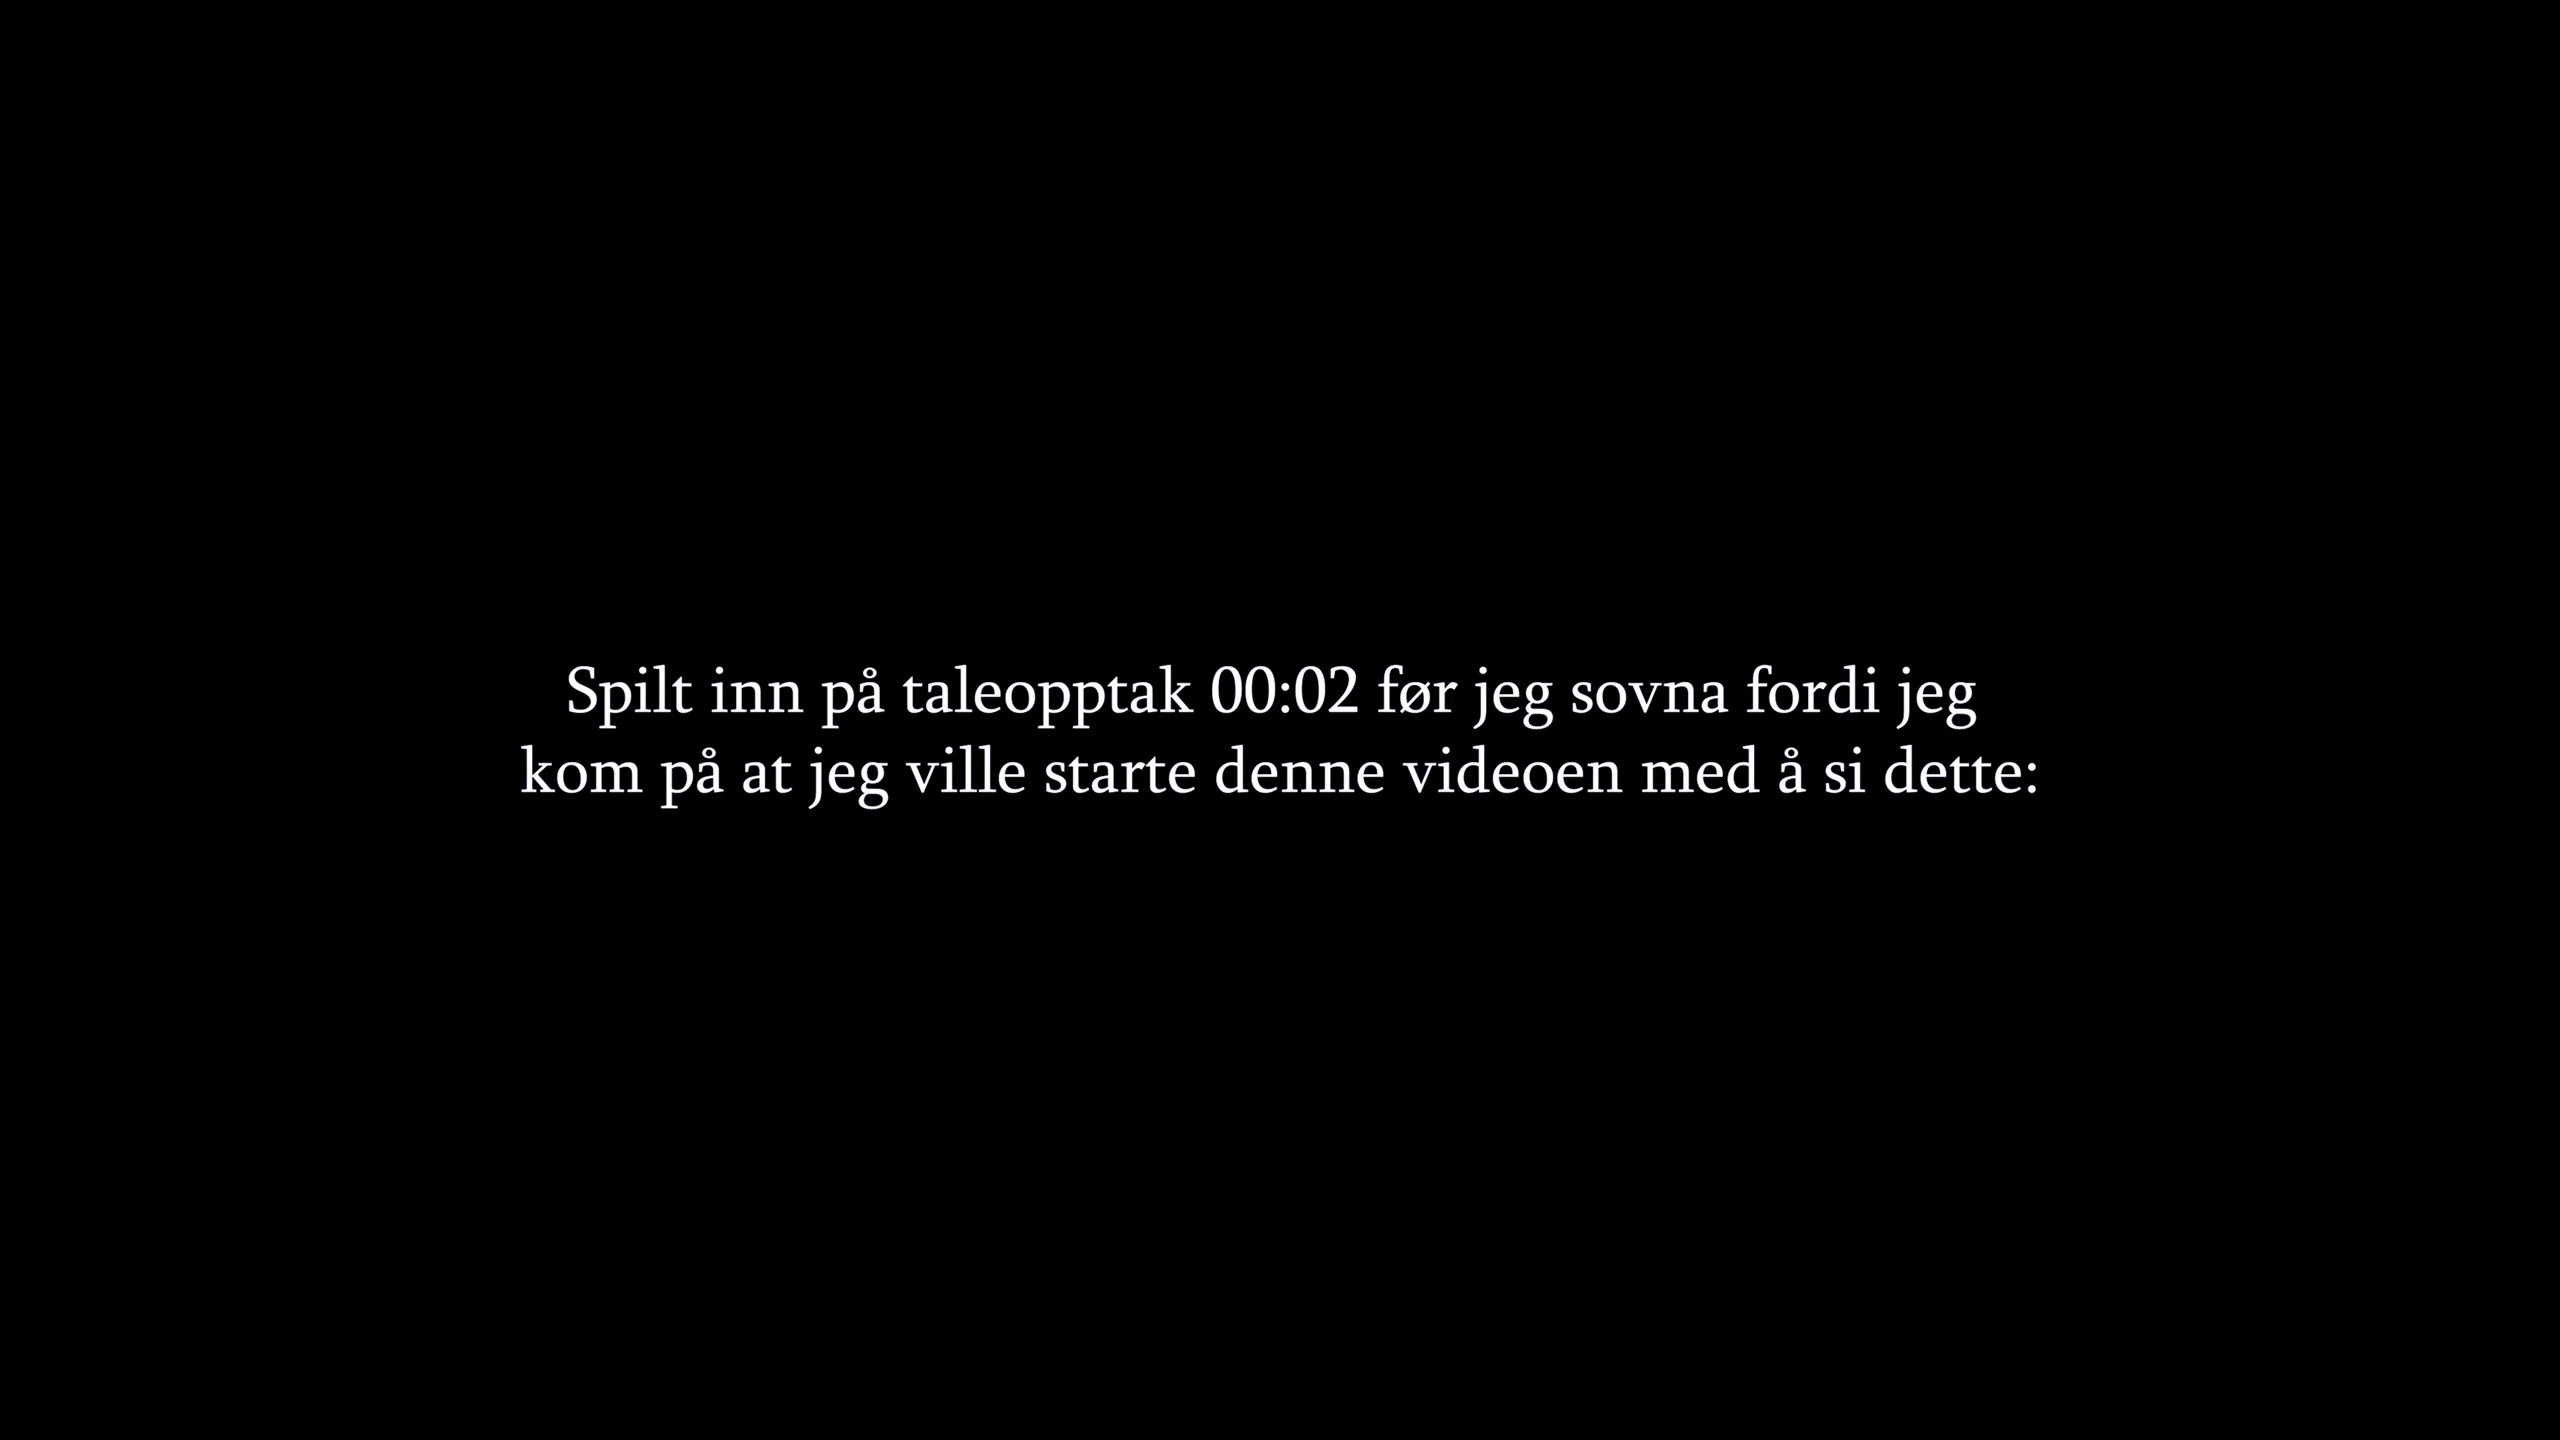 Spilt inn på taleopptak 00:02 før jeg sovna fordi jeg
kom på at jeg ville starte denne videoen med å si dette: